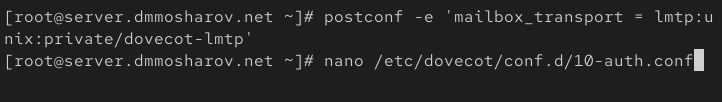 [root@server.dmmosharov.net ~]# postconf -e 'mailbox_transport = lmtp:u
nix:private/dovecot-lmtp'
[root@server.dmmosharov.net ~]# nano /etc/dovecot/conf.d/10-auth.conf